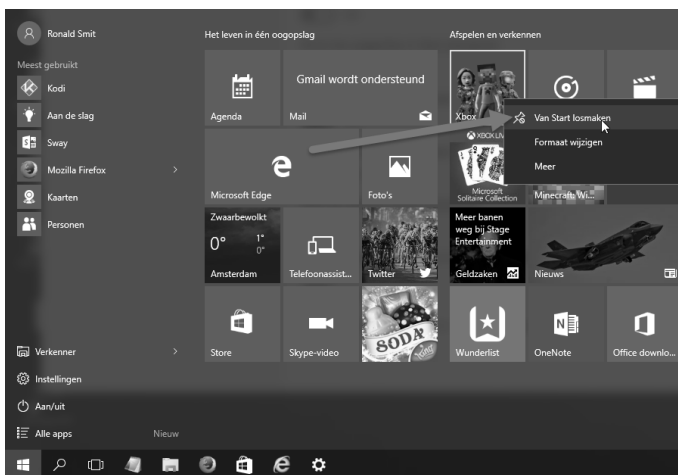 Ronald Smit
Meest gebruikt
Kodi
Aan de slag
Sway
Mozilla Firefox
Kaarten
Personen
Verkenner
Instellingen
Aan/uit
Alle apps
Nieuw
Het leven in één oogopslag
Agenda
Gmail wordt ondersteund
Mail
Microsoft Edge
Foto's
Zwaarbewolkt
0°
1°
0°
Amsterdam
Telefoonassist...
Twitter
Store
Skype-video
SODA
Afspelen en verkennen
Xbox
Van Start losmaken
Formaat wijzigen
Meer
XBOX LIV
Microsoft
Solitaire Collection
Minecraft: Wi...
Meer banen
weg bij Stage
Entertainment
Geldzaken
Nieuws
Wunderlist
N
OneNote
Office downlo...